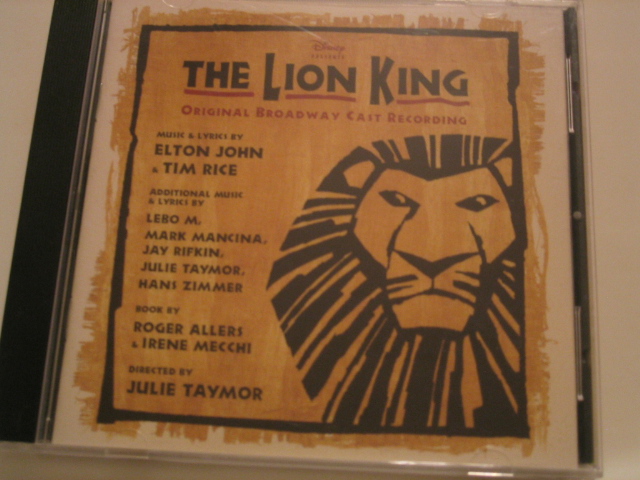 Disney
PRESENTS
THE LION KING
ORIGINAL BROADWAY CAST RECORDING
MUSIC & LYRICS BY
ELTON JOHN
& TIM RICE
ADDITIONAL MUSIC
& LYRICS BY
LEBO M,
MARK MANCINA,
JAY RIFKIN,
JULIE TAYMOR,
HANS ZIMMER
BOOK BY
ROGER ALLERS
& IRENE MECCHI
DIRECTED BY
JULIE TAYMOR